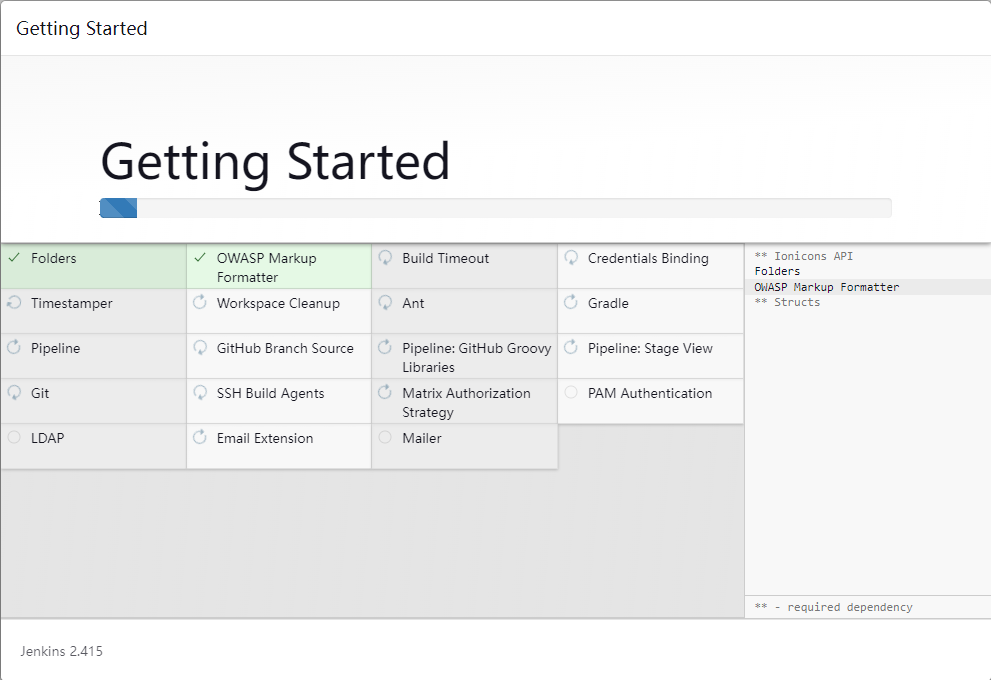 Getting Started
Getting Started
Folders
OWASP Markup
Formatter
Build Timeout
Credentials Binding
Timestamper
Workspace Cleanup
Ant
Gradle
Pipeline
GitHub Branch Source
Pipeline: GitHub Groovy
Libraries
Pipeline: Stage View
Git
SSH Build Agents
Matrix Authorization
Strategy
PAM Authentication
LDAP
Email Extension
Mailer
** Ionicons API
Folders
OWASP Markup Formatter
** Structs
** - required dependency
Jenkins 2.415